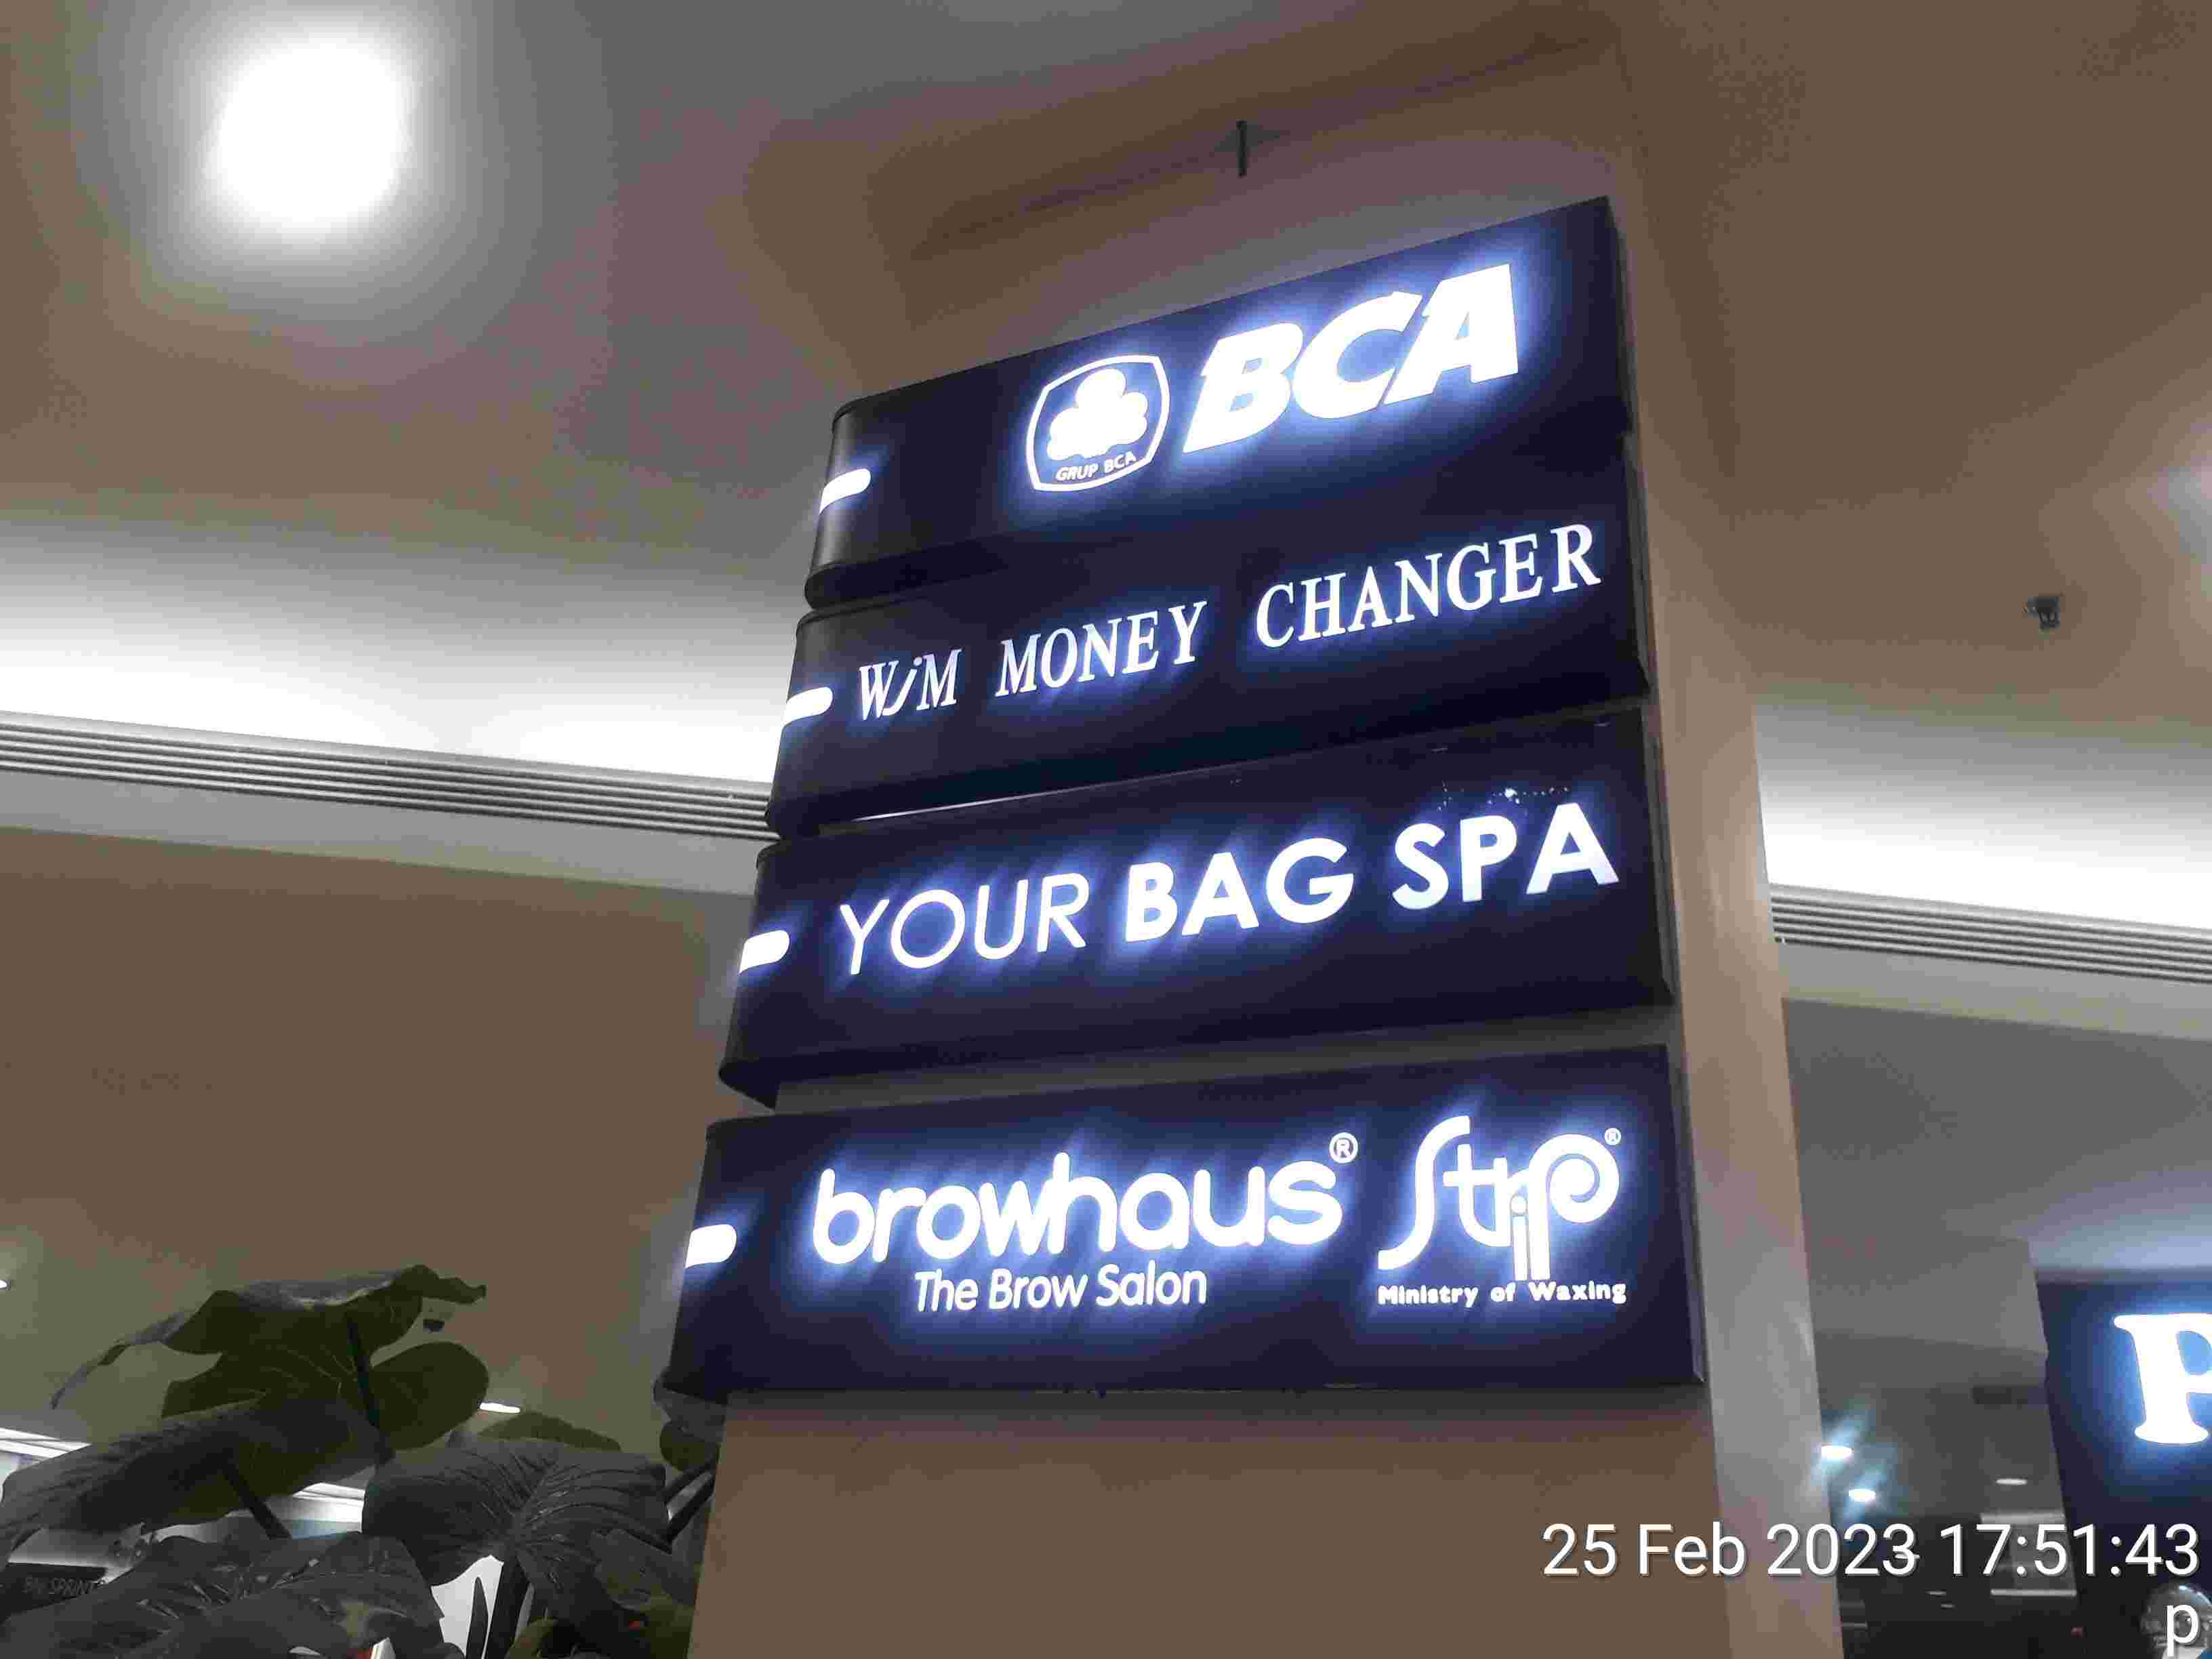 BCA
GRUP BCA
WjM MONEY CHANGER
YOUR BAG SPA
browhaus®
The Brow Salon
Strip®
Ministry of Waxing
P
25 Feb 2023 17:51:43
p